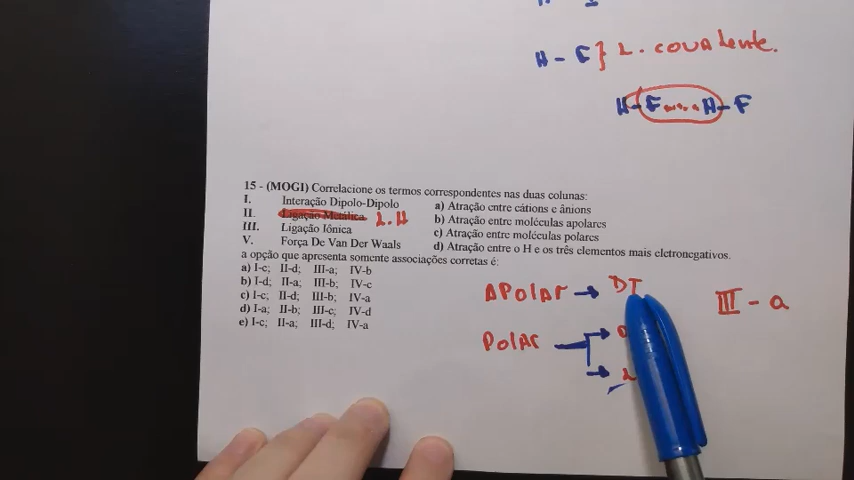 H - F } L. covalente.
H - F ..... H - F
15 - (MOGI) Correlacione os termos correspondentes nas duas colunas:
I. Interação Dipolo-Dipolo a) Atração entre cátions e ânions
II. Ligação Metálica L.H b) Atração entre moléculas apolares
III. Ligação Iônica c) Atração entre moléculas polares
V. Força De Van Der Waals d) Atração entre o H e os três elementos mais eletronegativos.
a opção que apresenta somente associações corretas é:
a) I-c; II-d; III-a; IV-b
b) I-d; II-a; III-b; IV-c
c) I-c; II-d; III-b; IV-a
d) I-a; II-b; III-c; IV-d
e) I-c; II-a; III-d; IV-a
APolar → DI
III - a
Polar